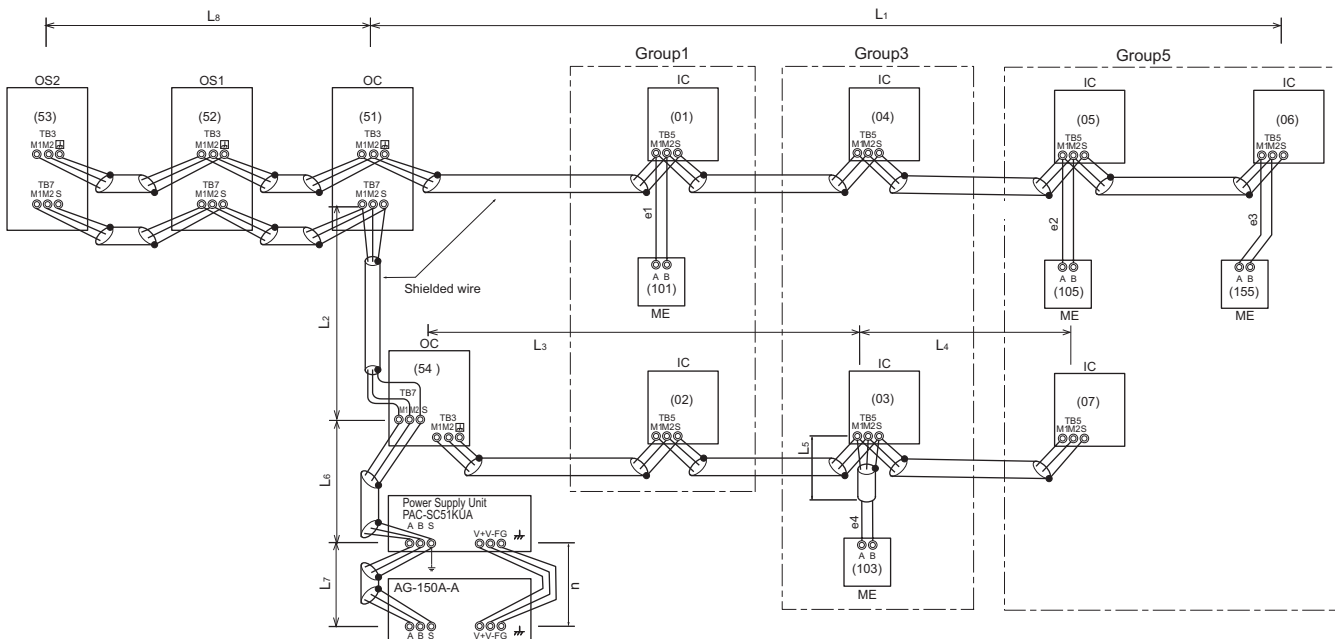 L8
L1
Group1
Group3
Group5
OS2
OS1
OC
IC
IC
IC
IC
(53)
(52)
(51)
(01)
(04)
(05)
(06)
TB3
M1M2
TB3
M1M2
TB3
M1M2
TB5
M1M2S
TB5
M1M2S
TB5
M1M2S
TB5
M1M2S
TB7
M1M2 S
TB7
M1M2 S
TB7
M1M2 S
e1
e2
e3
A B
(101)
ME
A B
(105)
ME
A B
(155)
ME
Shielded wire
L2
L3
L4
OC
IC
IC
IC
(54 )
(02)
(03)
(07)
TB7
M1M2 S
TB3
M1M2
TB5
M1M2S
TB5
M1M2S
TB5
M1M2S
L5
L6
e4
Power Supply Unit
PAC-SC51KUA
A B S
V+V-FG
A B
(103)
ME
L7
n
AG-150A-A
A B S
V+V-FG